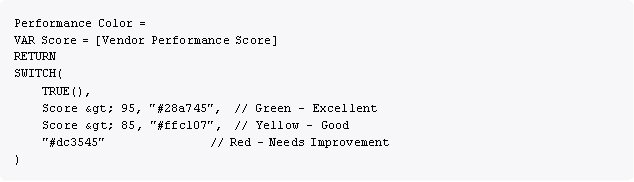 Performance Color =
VAR Score = [Vendor Performance Score]
RETURN
SWITCH(
    TRUE(),
    Score &gt; 95, "#28a745",  // Green - Excellent
    Score &gt; 85, "#ffc107",  // Yellow - Good
    "#dc3545"               // Red - Needs Improvement
)